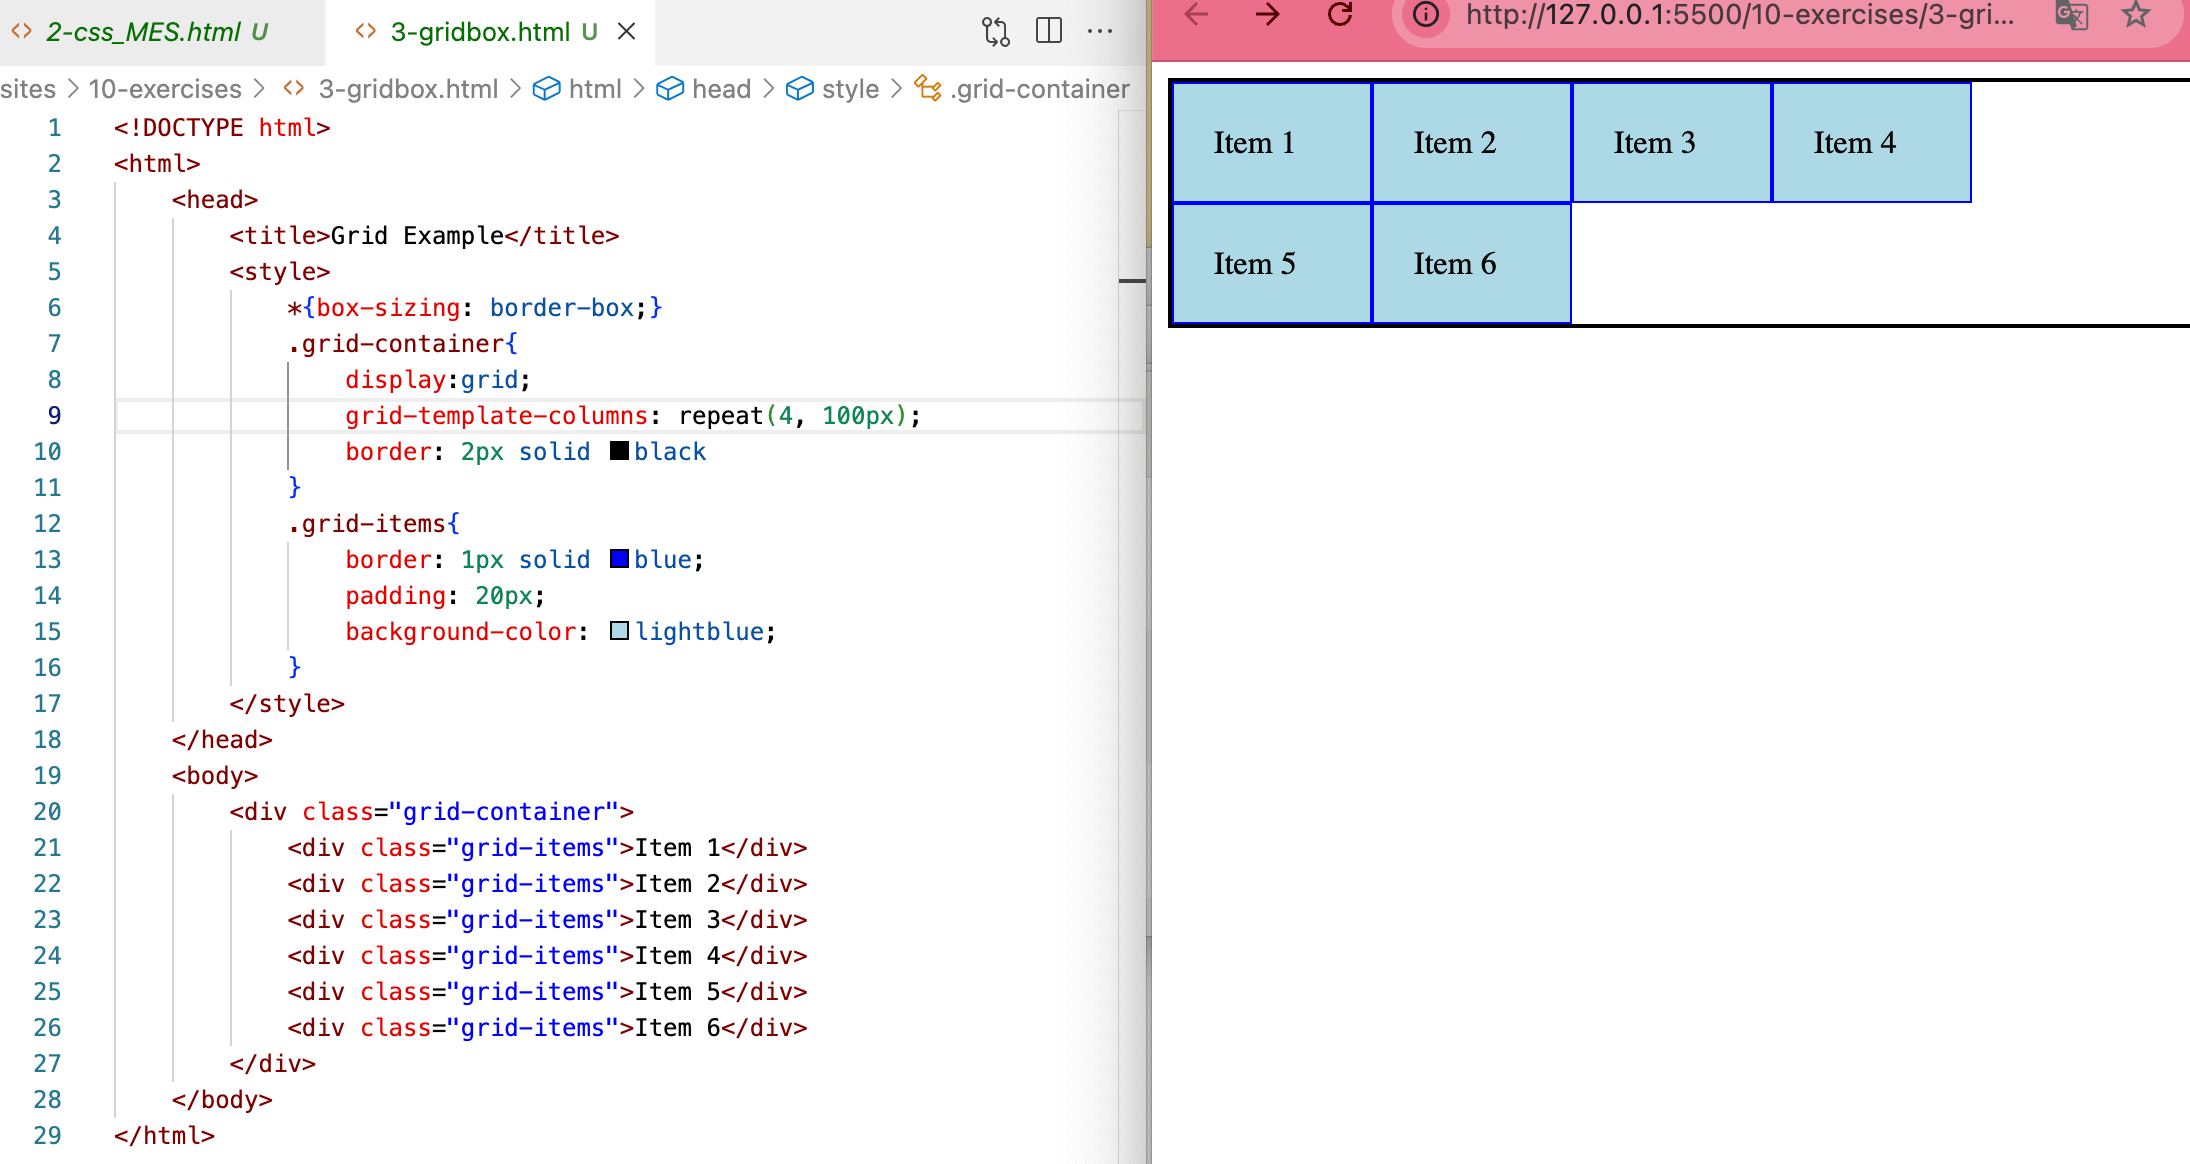 2-css_MES.html U
3-gridbox.html U
sites > 10-exercises > 3-gridbox.html > html > head > style > .grid-container
1 <!DOCTYPE html>
2 <html>
3 <head>
4 <title>Grid Example</title>
5 <style>
6 *{box-sizing: border-box;}
7 .grid-container{
8 display:grid;
9 grid-template-columns: repeat(4, 100px);
10 border: 2px solid black
11 }
12 .grid-items{
13 border: 1px solid blue;
14 padding: 20px;
15 background-color: lightblue;
16 }
17 </style>
18 </head>
19 <body>
20 <div class="grid-container">
21 <div class="grid-items">Item 1</div>
22 <div class="grid-items">Item 2</div>
23 <div class="grid-items">Item 3</div>
24 <div class="grid-items">Item 4</div>
25 <div class="grid-items">Item 5</div>
26 <div class="grid-items">Item 6</div>
27 </div>
28 </body>
29 </html>
http://127.0.0.1:5500/10-exercises/3-gri...
Item 1 Item 2 Item 3 Item 4
Item 5 Item 6